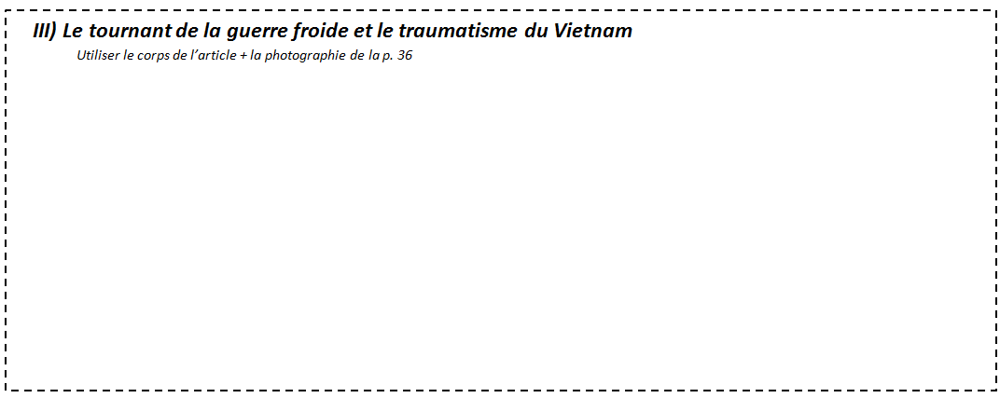 III) Le tournant de la guerre froide et le traumatisme du Vietnam
Utiliser le corps de l’article + la photographie de la p. 36